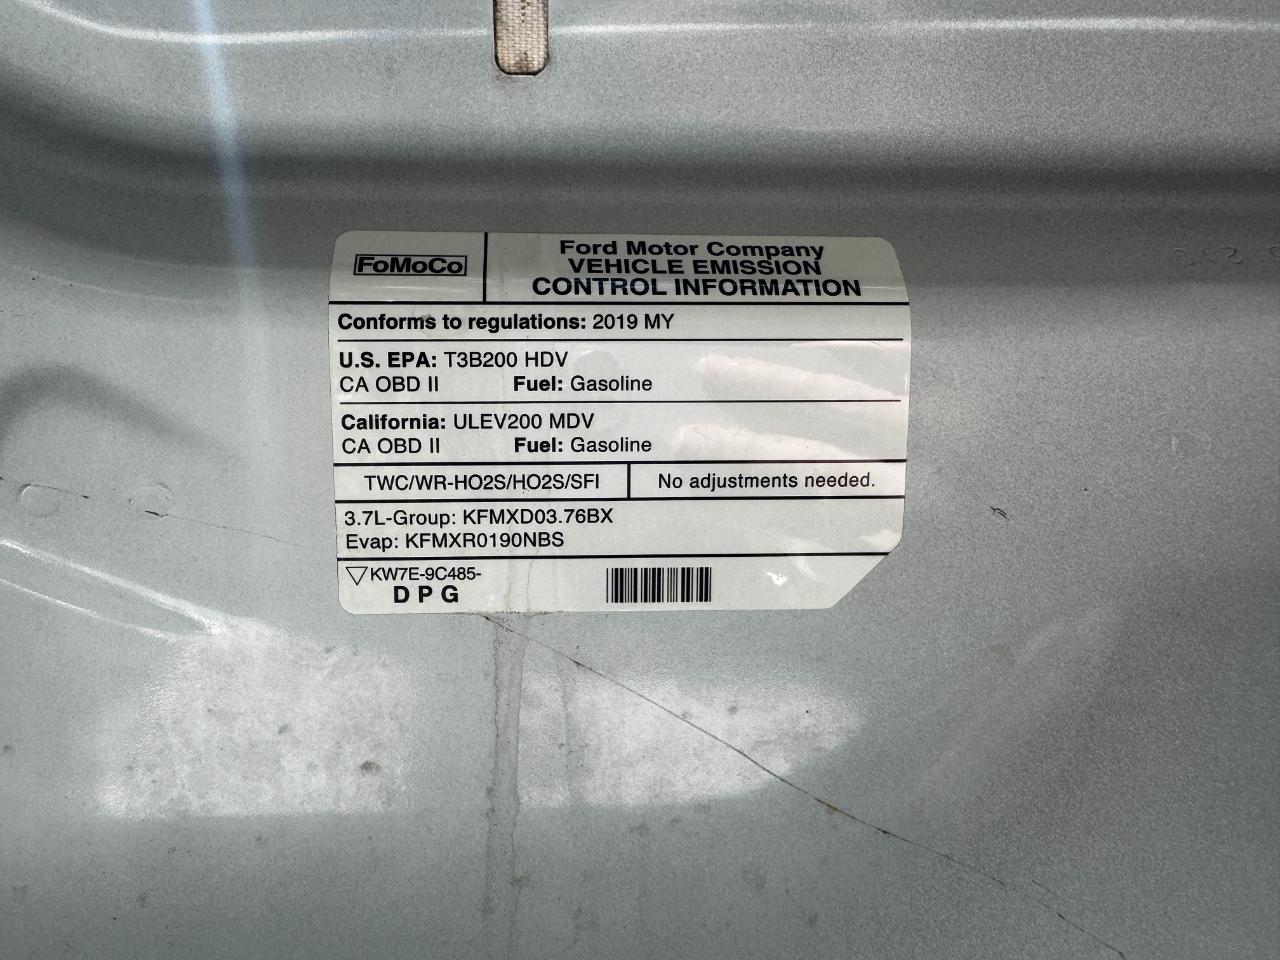 FoMoCo
Ford Motor Company
VEHICLE EMISSION
CONTROL INFORMATION
Conforms to regulations: 2019 MY
U.S. EPA: T3B200 HDV
CA OBD II Fuel: Gasoline
California: ULEV200 MDV
CA OBD II Fuel: Gasoline
TWC/WR-HO2S/HO2S/SFI
No adjustments needed.
3.7L-Group: KFMXD03.76BX
Evap: KFMXR0190NBS
KW7E-9C485-
D P G